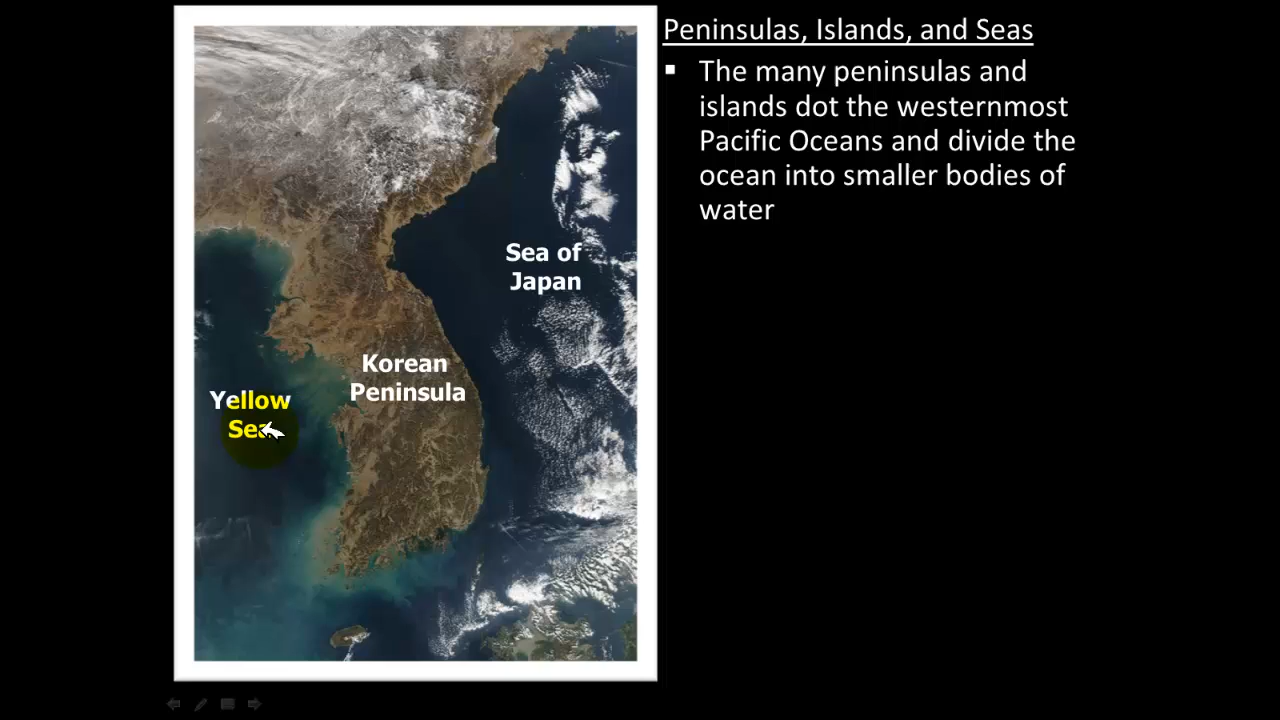 Peninsulas, Islands, and Seas
▪ The many peninsulas and
islands dot the westernmost
Pacific Oceans and divide the
ocean into smaller bodies of
water
Sea of
Japan
Korean
Peninsula
Yellow
Sea